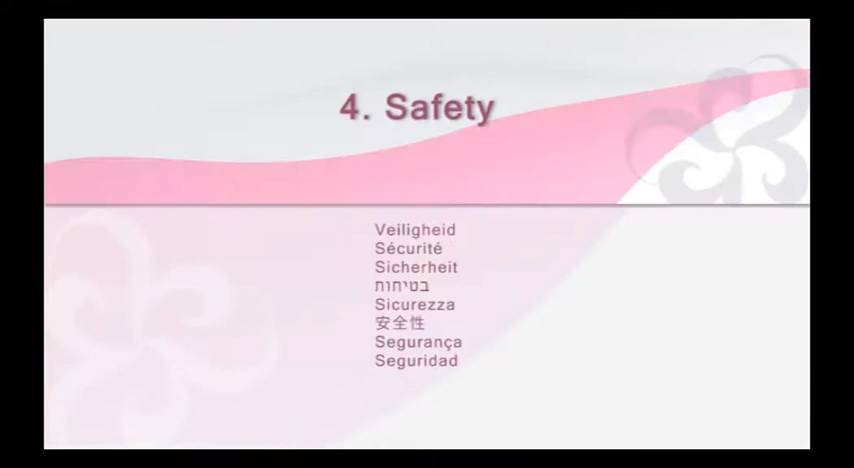 4. Safety
Veiligheid
Sécurité
Sicherheit
בטיחות
Sicurezza
安全性
Segurança
Seguridad